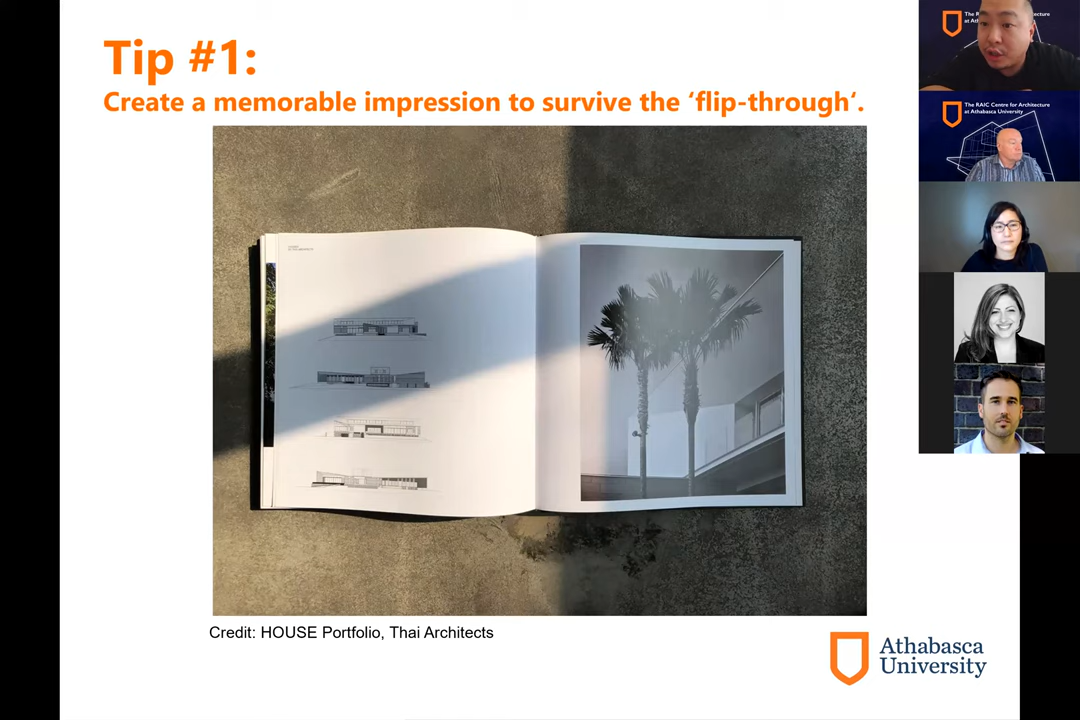 Tip #1:
Create a memorable impression to survive the ‘flip-through‘.
Credit: HOUSE Portfolio, Thai Architects
Athabasca
University
The RAIC Centre for Architecture
at Athabasca University